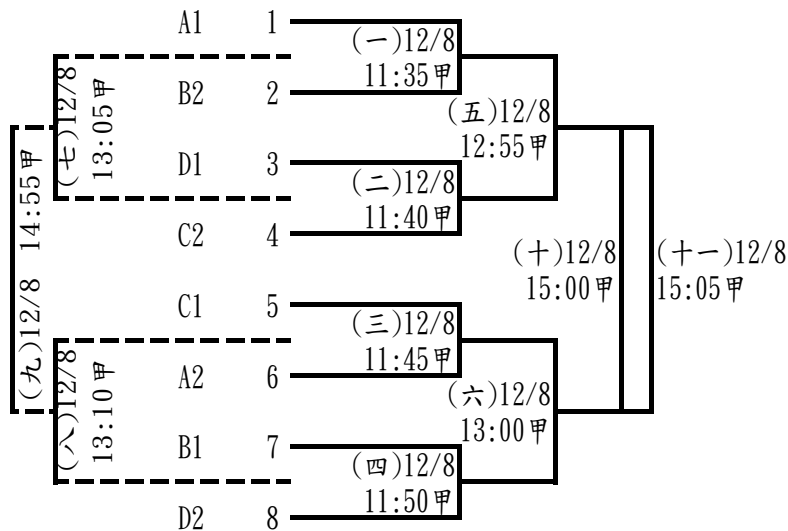 A1 1
(一)12/8
11:35甲
B2 2
(五)12/8
12:55甲
D1 3
(二)12/8
11:40甲
C2 4
(七)12/8
13:05甲
(九)12/8 14:55甲
(十)12/8
15:00甲
(十一)12/8
15:05甲
C1 5
(三)12/8
11:45甲
A2 6
(六)12/8
13:00甲
B1 7
(四)12/8
11:50甲
D2 8
(八)12/8
13:10甲